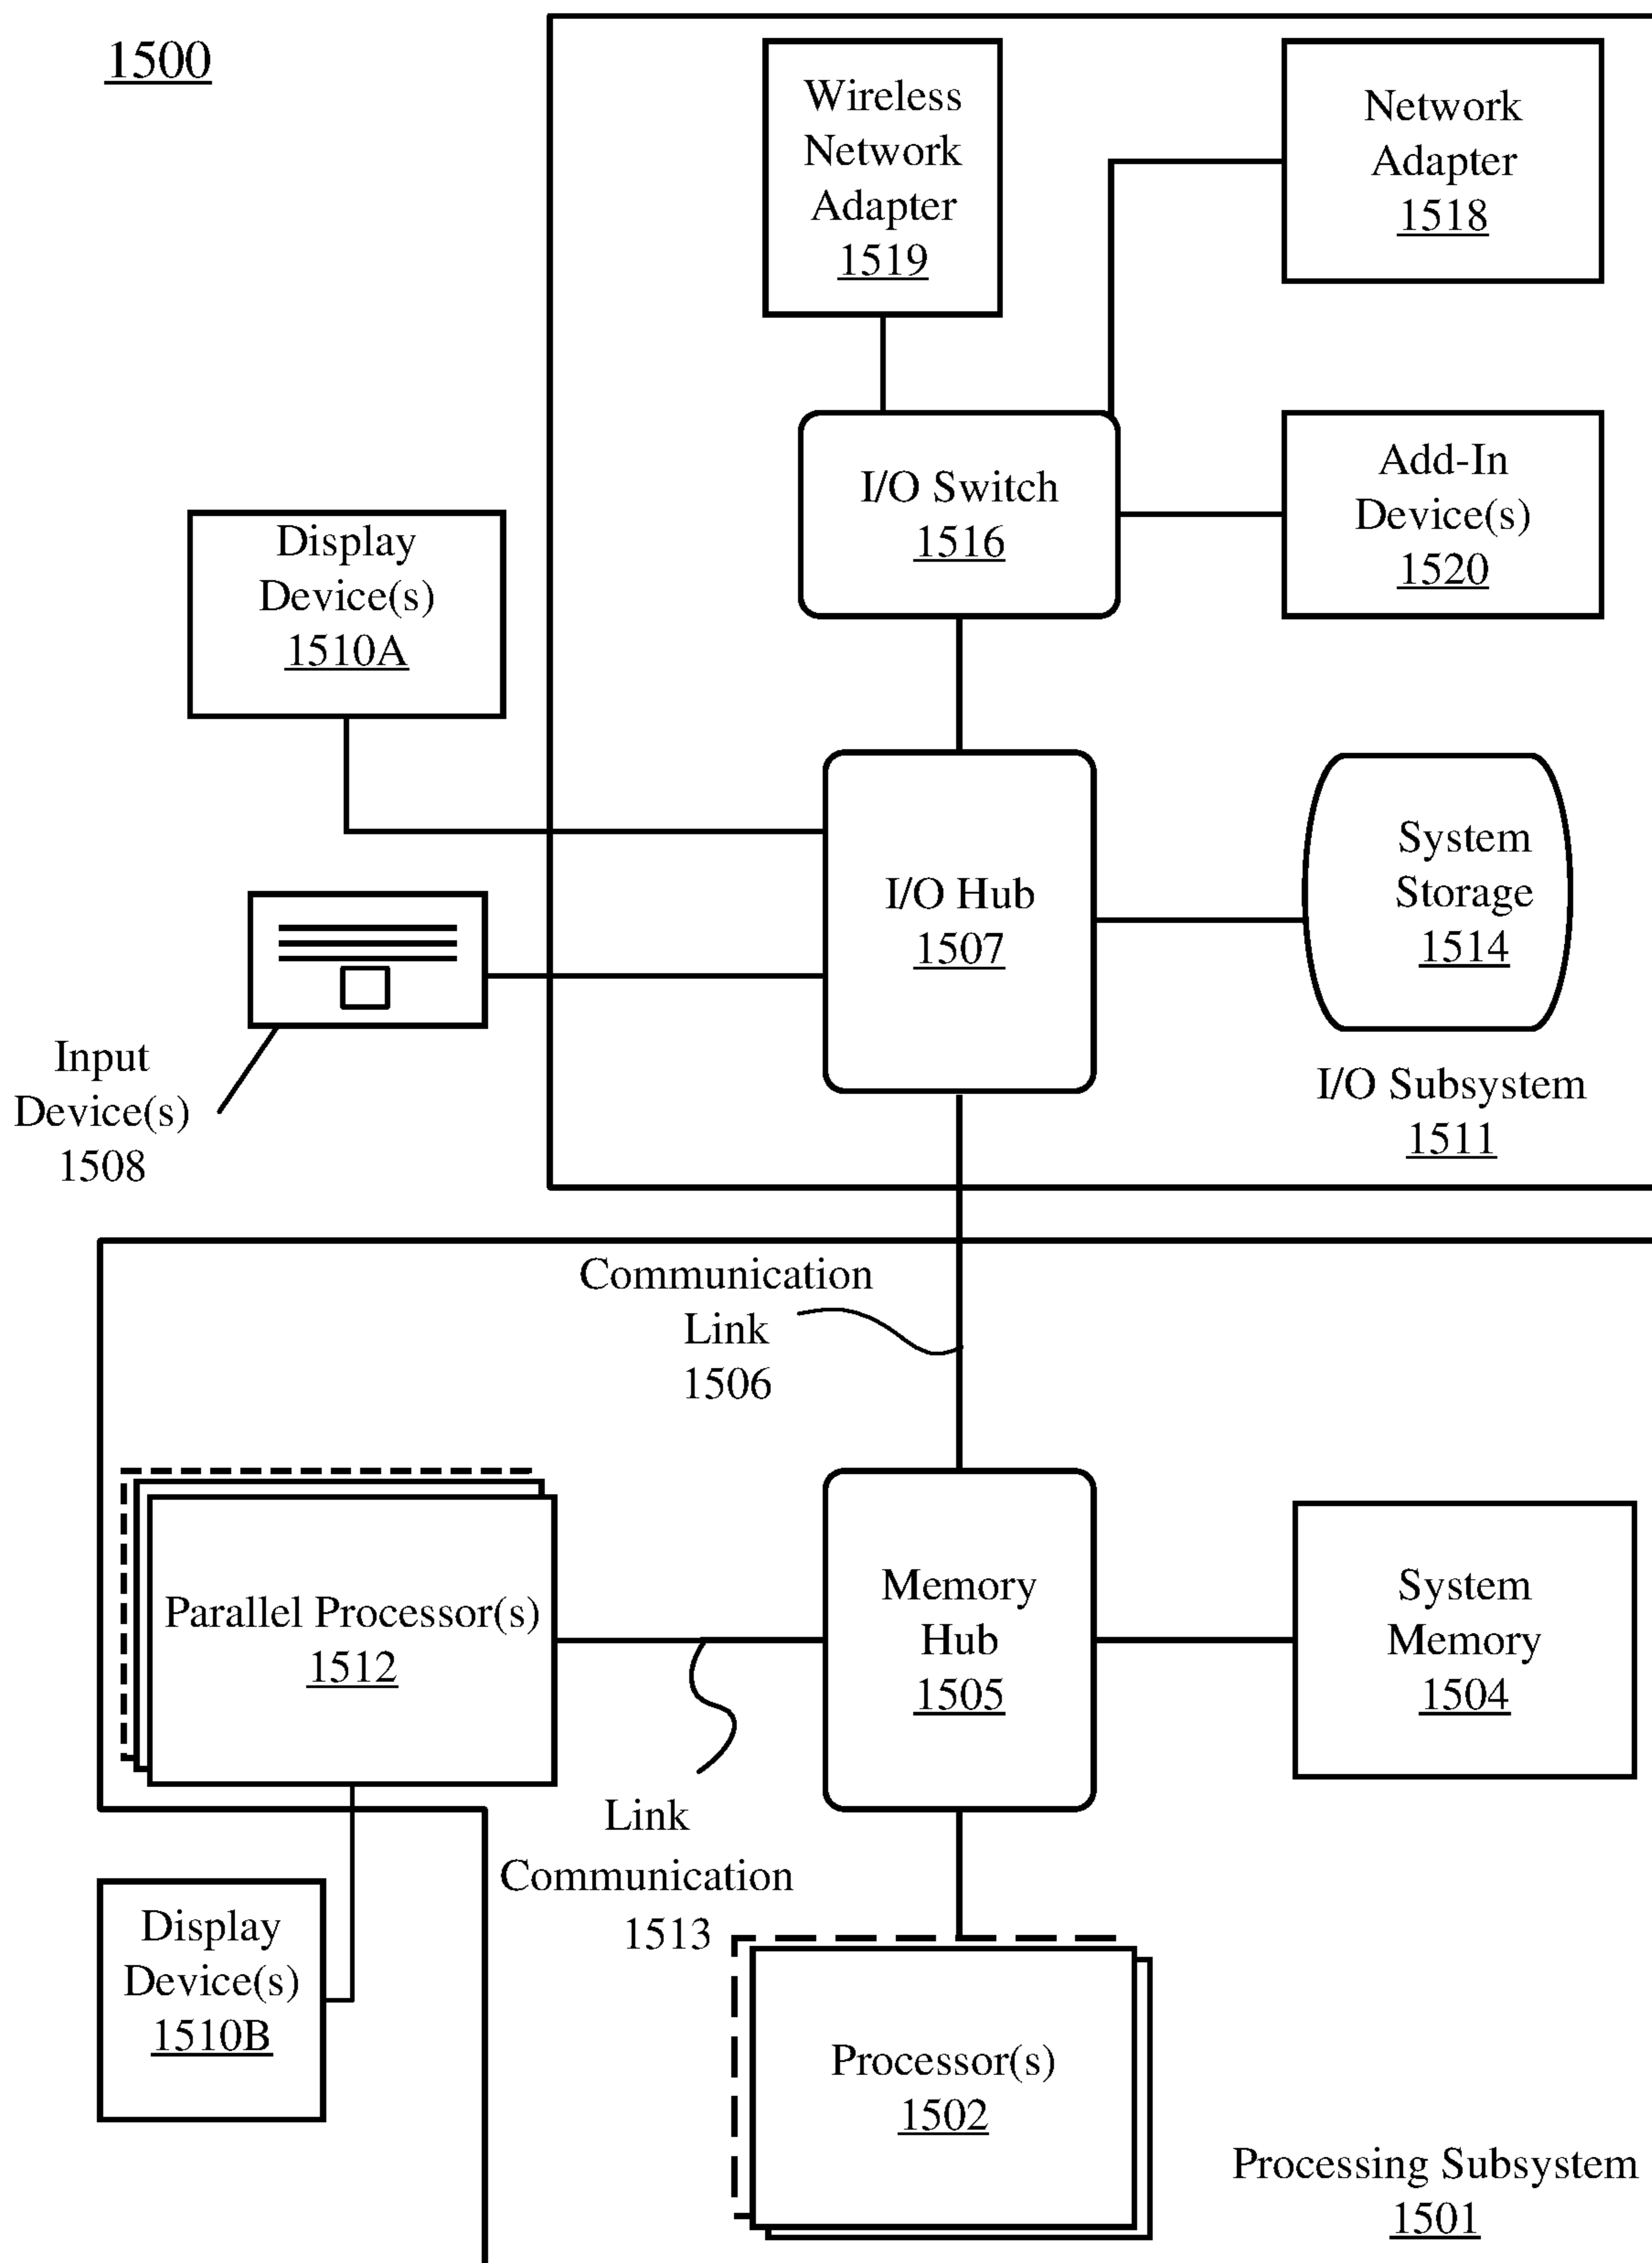 1500
Wireless
Network
Adapter
1519
Network
Adapter
1518
I/O Switch
1516
Add-In
Device(s)
1520
Display
Device(s)
1510A
I/O Hub
1507
System
Storage
1514
Input
Device(s)
1508
I/O Subsystem
1511
Communication
Link
1506
Parallel Processor(s)
1512
Memory
Hub
1505
System
Memory
1504
Link
Communication
1513
Display
Device(s)
1510B
Processor(s)
1502
Processing Subsystem
1501